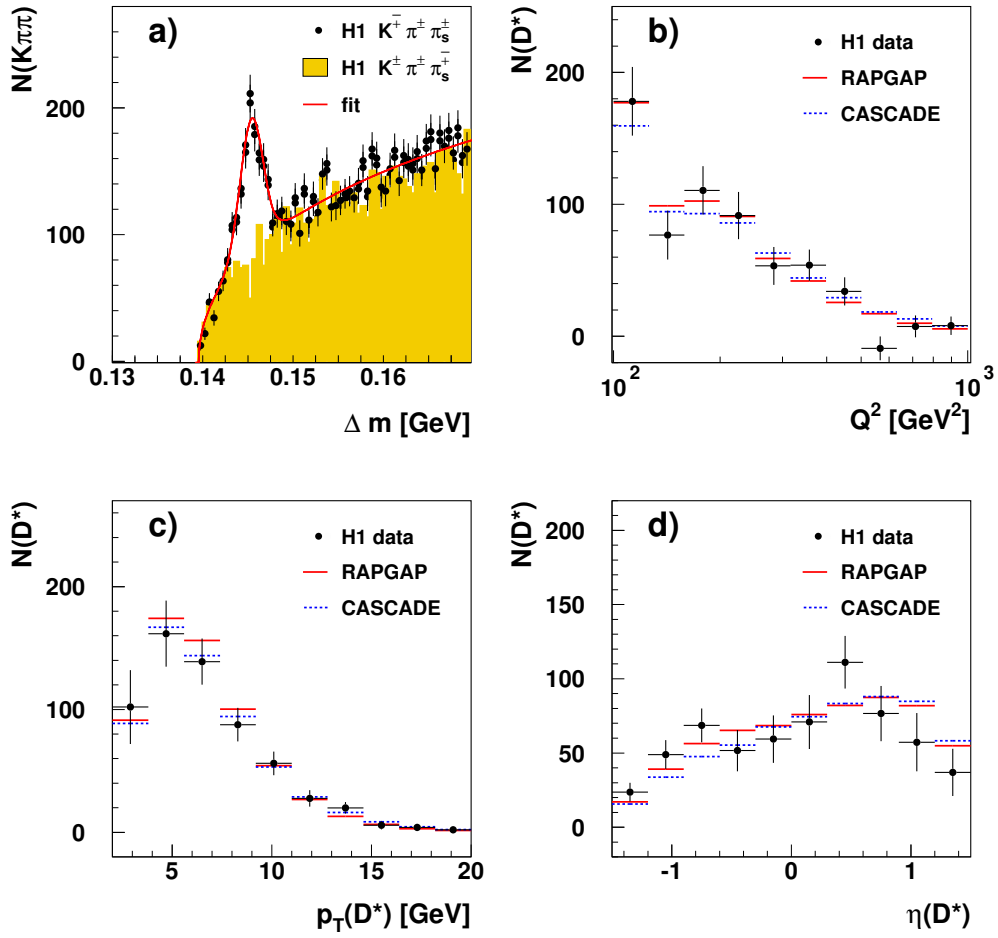 a)
N(Kππ)
H1 K∓ π± πs±
H1 K± π± πs∓
fit
200
100
0
0.13 0.14 0.15 0.16
Δ m [GeV]
b)
N(D*)
H1 data
RAPGAP
CASCADE
200
100
0
10² 10³
Q² [GeV²]
c)
N(D*)
H1 data
RAPGAP
CASCADE
200
100
0
5 10 15 20
p_T(D*) [GeV]
d)
N(D*)
H1 data
RAPGAP
CASCADE
200
150
100
50
0
-1 0 1
η(D*)